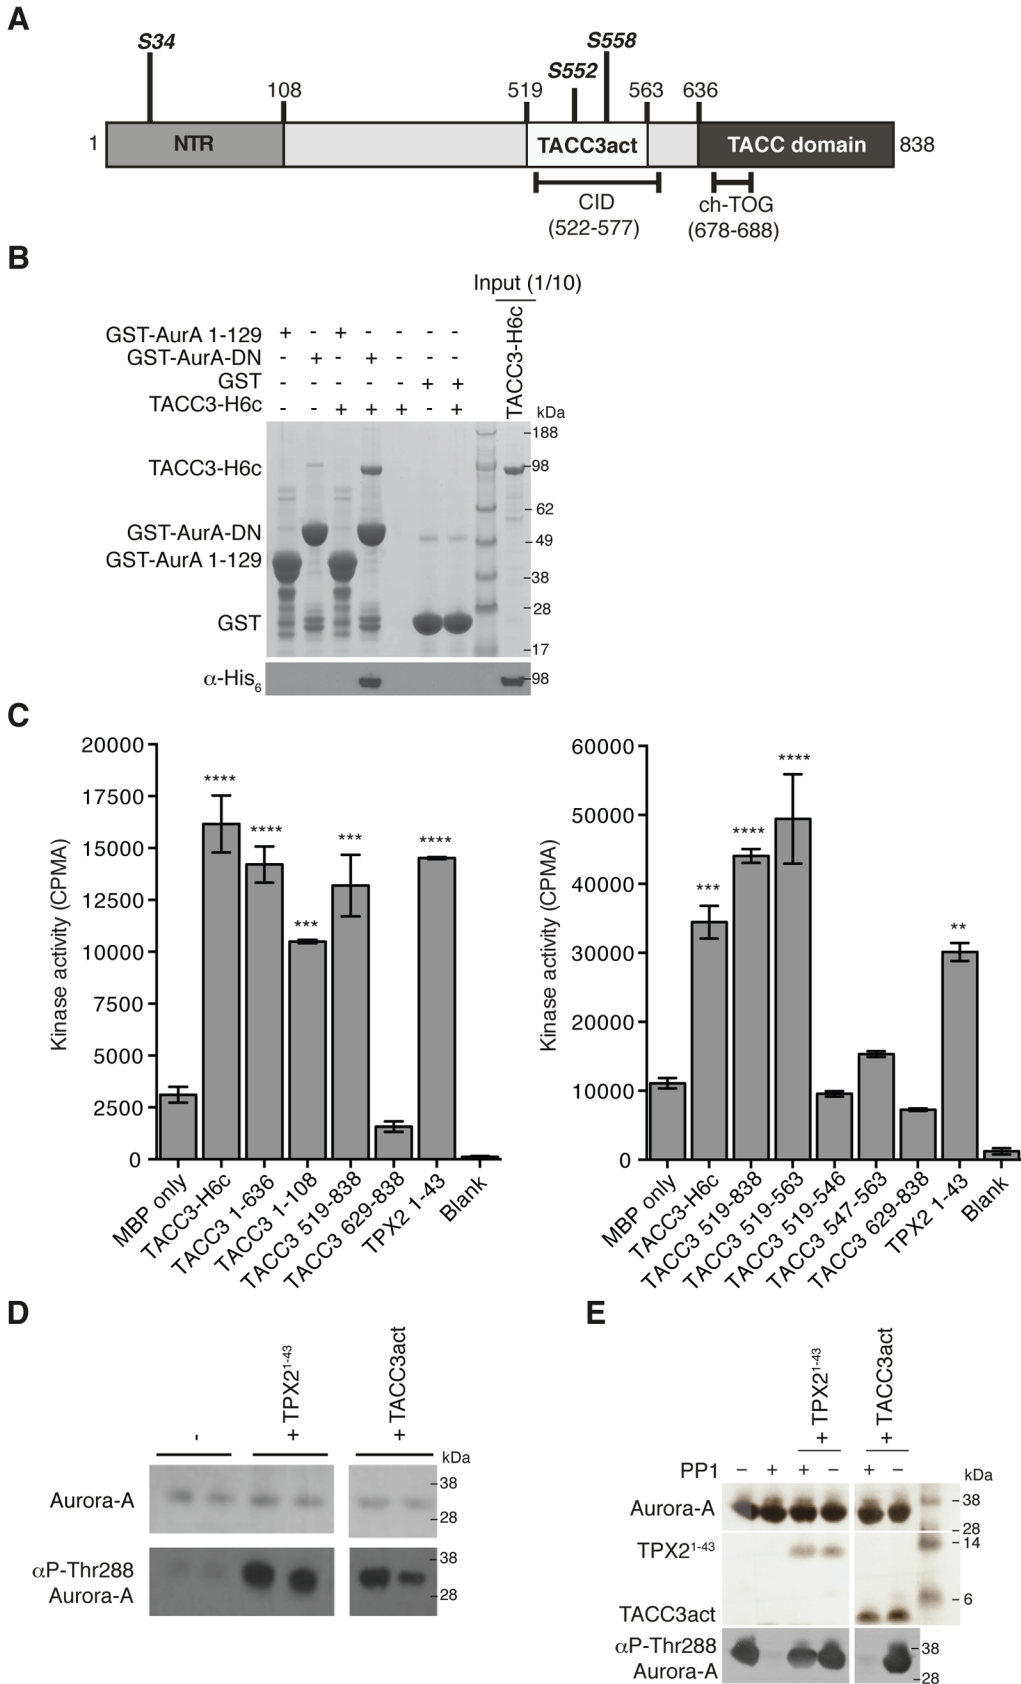 A
S34
S558
S552
108
519
563
636
1
NTR
TACC3act
TACC domain
838
CID
(522-577)
ch-TOG
(678-688)
B
Input (1/10)
TACC3-H6c
GST-AurA 1-129 + - + - - - -
GST-AurA-DN - + - + - - -
GST - - - - - + +
TACC3-H6c - - + + + - +
kDa
188
TACC3-H6c
98
62
GST-AurA-DN
49
GST-AurA 1-129
38
28
GST
17
α-His6
98
C
Kinase activity (CPMA)
20000
17500
15000
12500
10000
7500
5000
2500
0
****
****
***
***
****
MBP only
TACC3-H6c
TACC3 1-636
TACC3 1-108
TACC3 519-838
TACC3 629-838
TPX2 1-43
Blank
Kinase activity (CPMA)
60000
50000
40000
30000
20000
10000
0
***
****
****
**
MBP only
TACC3-H6c
TACC3 519-838
TACC3 519-563
TACC3 519-546
TACC3 547-563
TACC3 629-838
TPX2 1-43
Blank
D
-
+ TPX21-43
+ TACC3act
kDa
Aurora-A
38
28
αP-Thr288
Aurora-A
38
28
E
+ TPX21-43
+ TACC3act
PP1 - + + - + -
kDa
Aurora-A
38
28
TPX21-43
14
6
TACC3act
αP-Thr288
Aurora-A
38
28